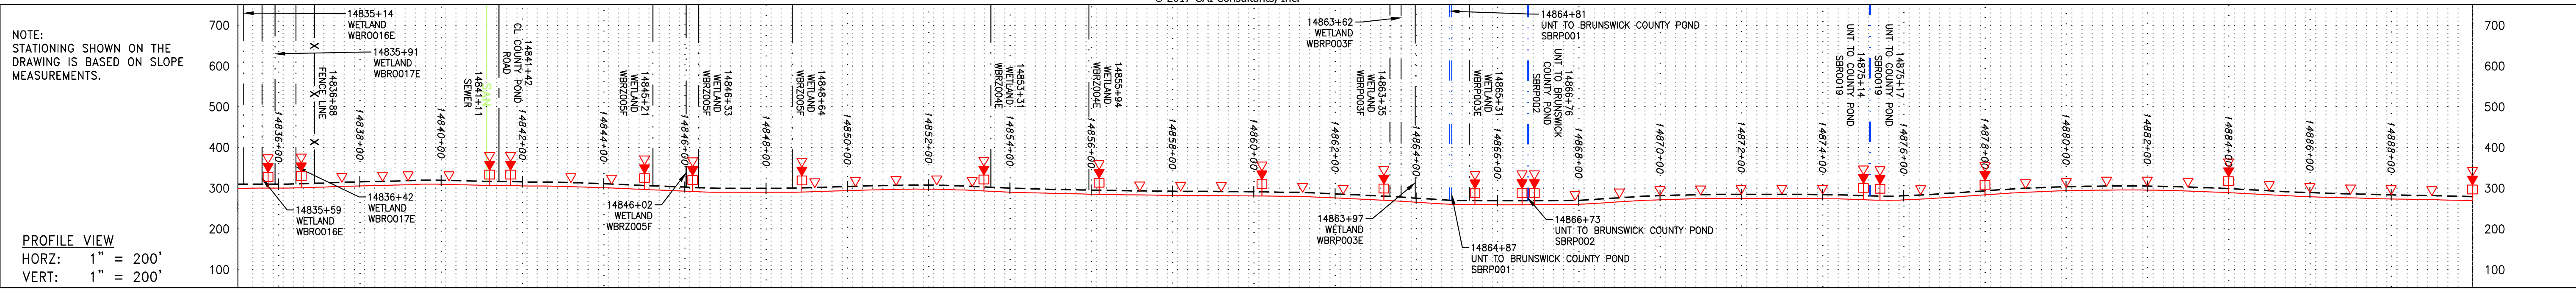 © 2017 GAI Consultants, Inc.
NOTE:
STATIONING SHOWN ON THE
DRAWING IS BASED ON SLOPE
MEASUREMENTS.
PROFILE VIEW
HORZ: 1" = 200'
VERT: 1" = 200'
700
600
500
400
300
200
100
14835+14
WETLAND
WBRO016E
14835+91
WETLAND
WBRO017E
14836+00
14835+59
WETLAND
WBRO016E
14836+42
WETLAND
WBRO017E
14836+88
FENCE LINE
X
X
X
14838+00
14840+00
14841+11
SEWER
14841+42
CL COUNTY POND
ROAD
14842+00
14844+00
14845+21
WETLAND
WBRZ005F
14846+00
14846+02
WETLAND
WBRZ005F
14846+33
WETLAND
WBRZ005F
14848+00
14848+64
WETLAND
WBRZ005F
14850+00
14852+00
14853+31
WETLAND
WBRZ004E
14854+00
14855+94
WETLAND
WBRZ004E
14856+00
14858+00
14860+00
14862+00
14863+62
WETLAND
WBRP003F
14863+35
WETLAND
WBRP003F
14864+00
14863+97
WETLAND
WBRP003E
14864+81
UNT TO BRUNSWICK COUNTY POND
SBRP001
14864+87
UNT TO BRUNSWICK COUNTY POND
SBRP001
14865+31
WETLAND
WBRP003E
14866+00
14866+76
UNT TO BRUNSWICK
COUNTY POND
SBRP002
14866+73
UNT TO BRUNSWICK COUNTY POND
SBRP002
14868+00
14870+00
14872+00
14874+00
14875+14
UNT TO COUNTY POND
SBRO019
14875+17
UNT TO COUNTY POND
SBRO019
14876+00
14878+00
14880+00
14882+00
14884+00
14886+00
14888+00
700
600
500
400
300
200
100